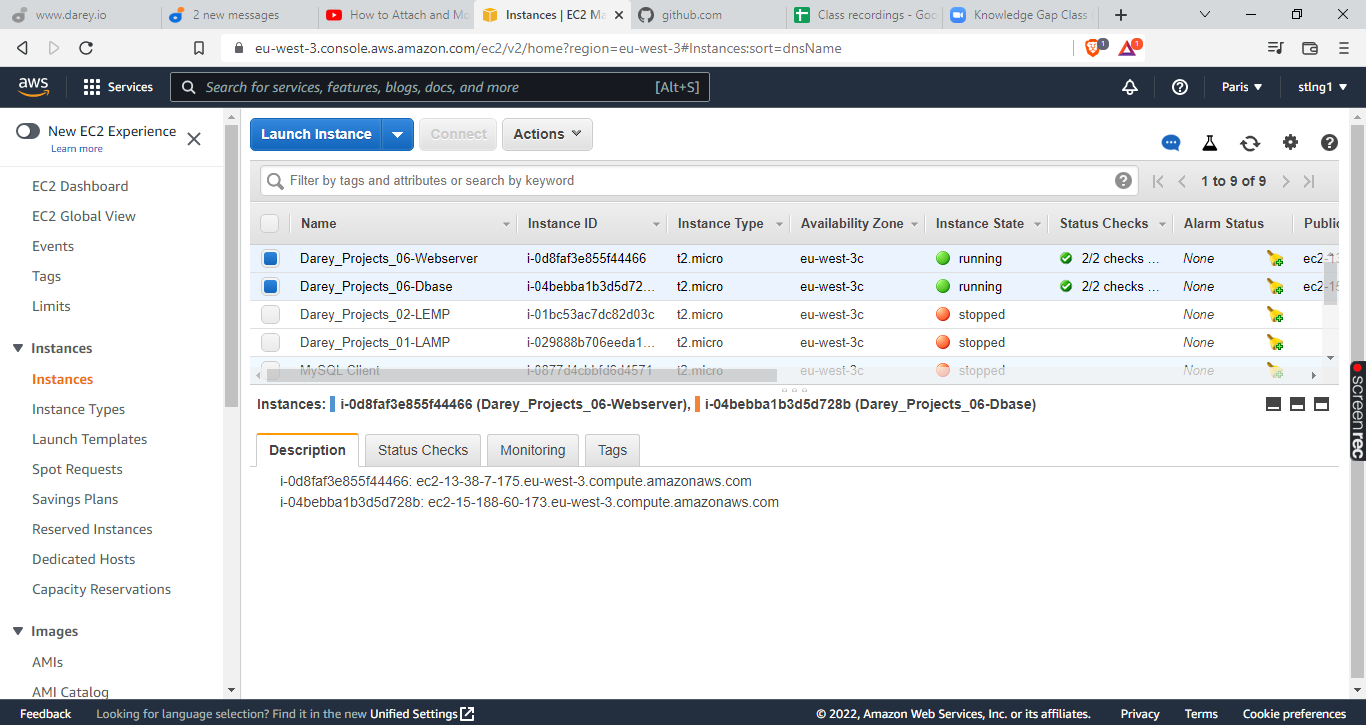 www.darey.io
2 new messages
How to Attach and Mo
Instances | EC2 Ma
github.com
Class recordings - Goo
Knowledge Gap Class
eu-west-3.console.aws.amazon.com/ec2/v2/home?region=eu-west-3#Instances:sort=dnsName
1
1
aws
Services
Search for services, features, blogs, docs, and more
[Alt+S]
Paris
stlng1
New EC2 Experience
Learn more
EC2 Dashboard
EC2 Global View
Events
Tags
Limits
Instances
Instances
Instance Types
Launch Templates
Spot Requests
Savings Plans
Reserved Instances
Dedicated Hosts
Capacity Reservations
Images
AMIs
AMI Catalog
Launch Instance
Connect
Actions
Filter by tags and attributes or search by keyword
1 to 9 of 9
Name Instance ID Instance Type Availability Zone Instance State Status Checks Alarm Status Public
Darey_Projects_06-Webserver i-0d8faf3e855f44466 t2.micro eu-west-3c running 2/2 checks ... None ec2-13
Darey_Projects_06-Dbase i-04bebba1b3d5d72... t2.micro eu-west-3c running 2/2 checks ... None ec2-15
Darey_Projects_02-LEMP i-01bc53ac7dc82d03c t2.micro eu-west-3c stopped None
Darey_Projects_01-LAMP i-029888b706eeda1... t2.micro eu-west-3c stopped None
MySQL Client i-0877d4cbbfd6d4571 t2.micro eu-west-3c stopped None
Instances: i-0d8faf3e855f44466 (Darey_Projects_06-Webserver), i-04bebba1b3d5d728b (Darey_Projects_06-Dbase)
Description
Status Checks
Monitoring
Tags
i-0d8faf3e855f44466: ec2-13-38-7-175.eu-west-3.compute.amazonaws.com
i-04bebba1b3d5d728b: ec2-15-188-60-173.eu-west-3.compute.amazonaws.com
screenrec
Feedback
Looking for language selection? Find it in the new Unified Settings
© 2022, Amazon Web Services, Inc. or its affiliates.
Privacy
Terms
Cookie preferences